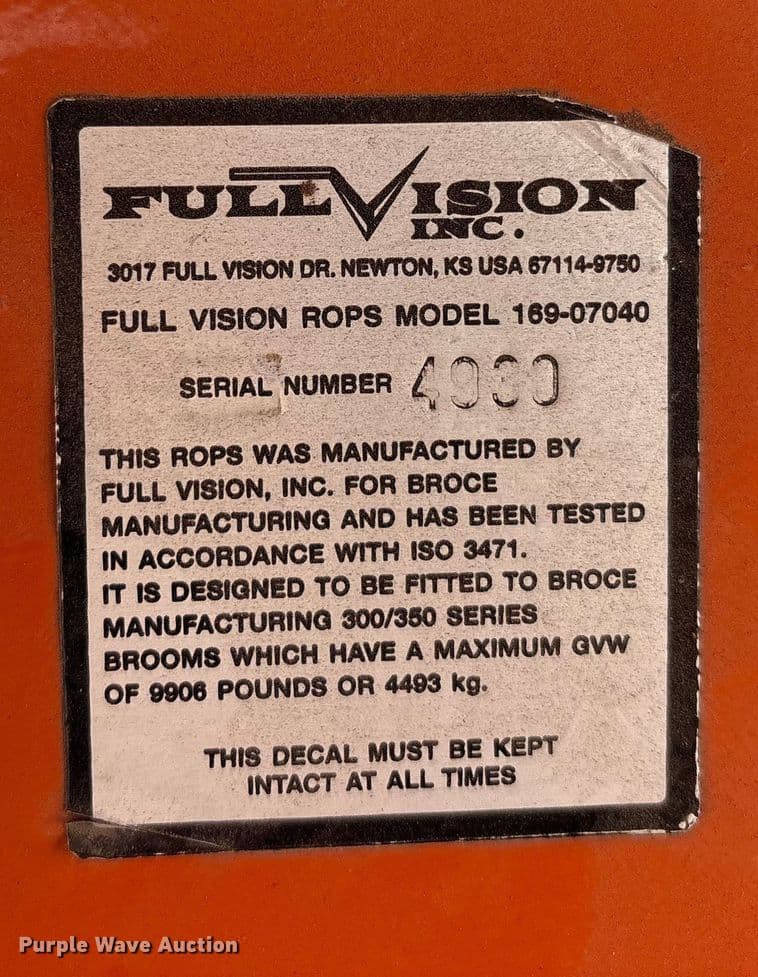 FULLVISION
INC.
3017 FULL VISION DR. NEWTON, KS USA 67114-9750
FULL VISION ROPS MODEL 169-07040
SERIAL NUMBER
THIS ROPS WAS MANUFACTURED BY
FULL VISION, INC. FOR BROCE
MANUFACTURING AND HAS BEEN TESTED
IN ACCORDANCE WITH ISO 3471.
IT IS DESIGNED TO BE FITTED TO BROCE
MANUFACTURING 300/350 SERIES
BROOMS WHICH HAVE A MAXIMUM GVW
OF 9906 POUNDS OR 4493 kg.
THIS DECAL MUST BE KEPT
INTACT AT ALL TIMES
Purple Wave Auction